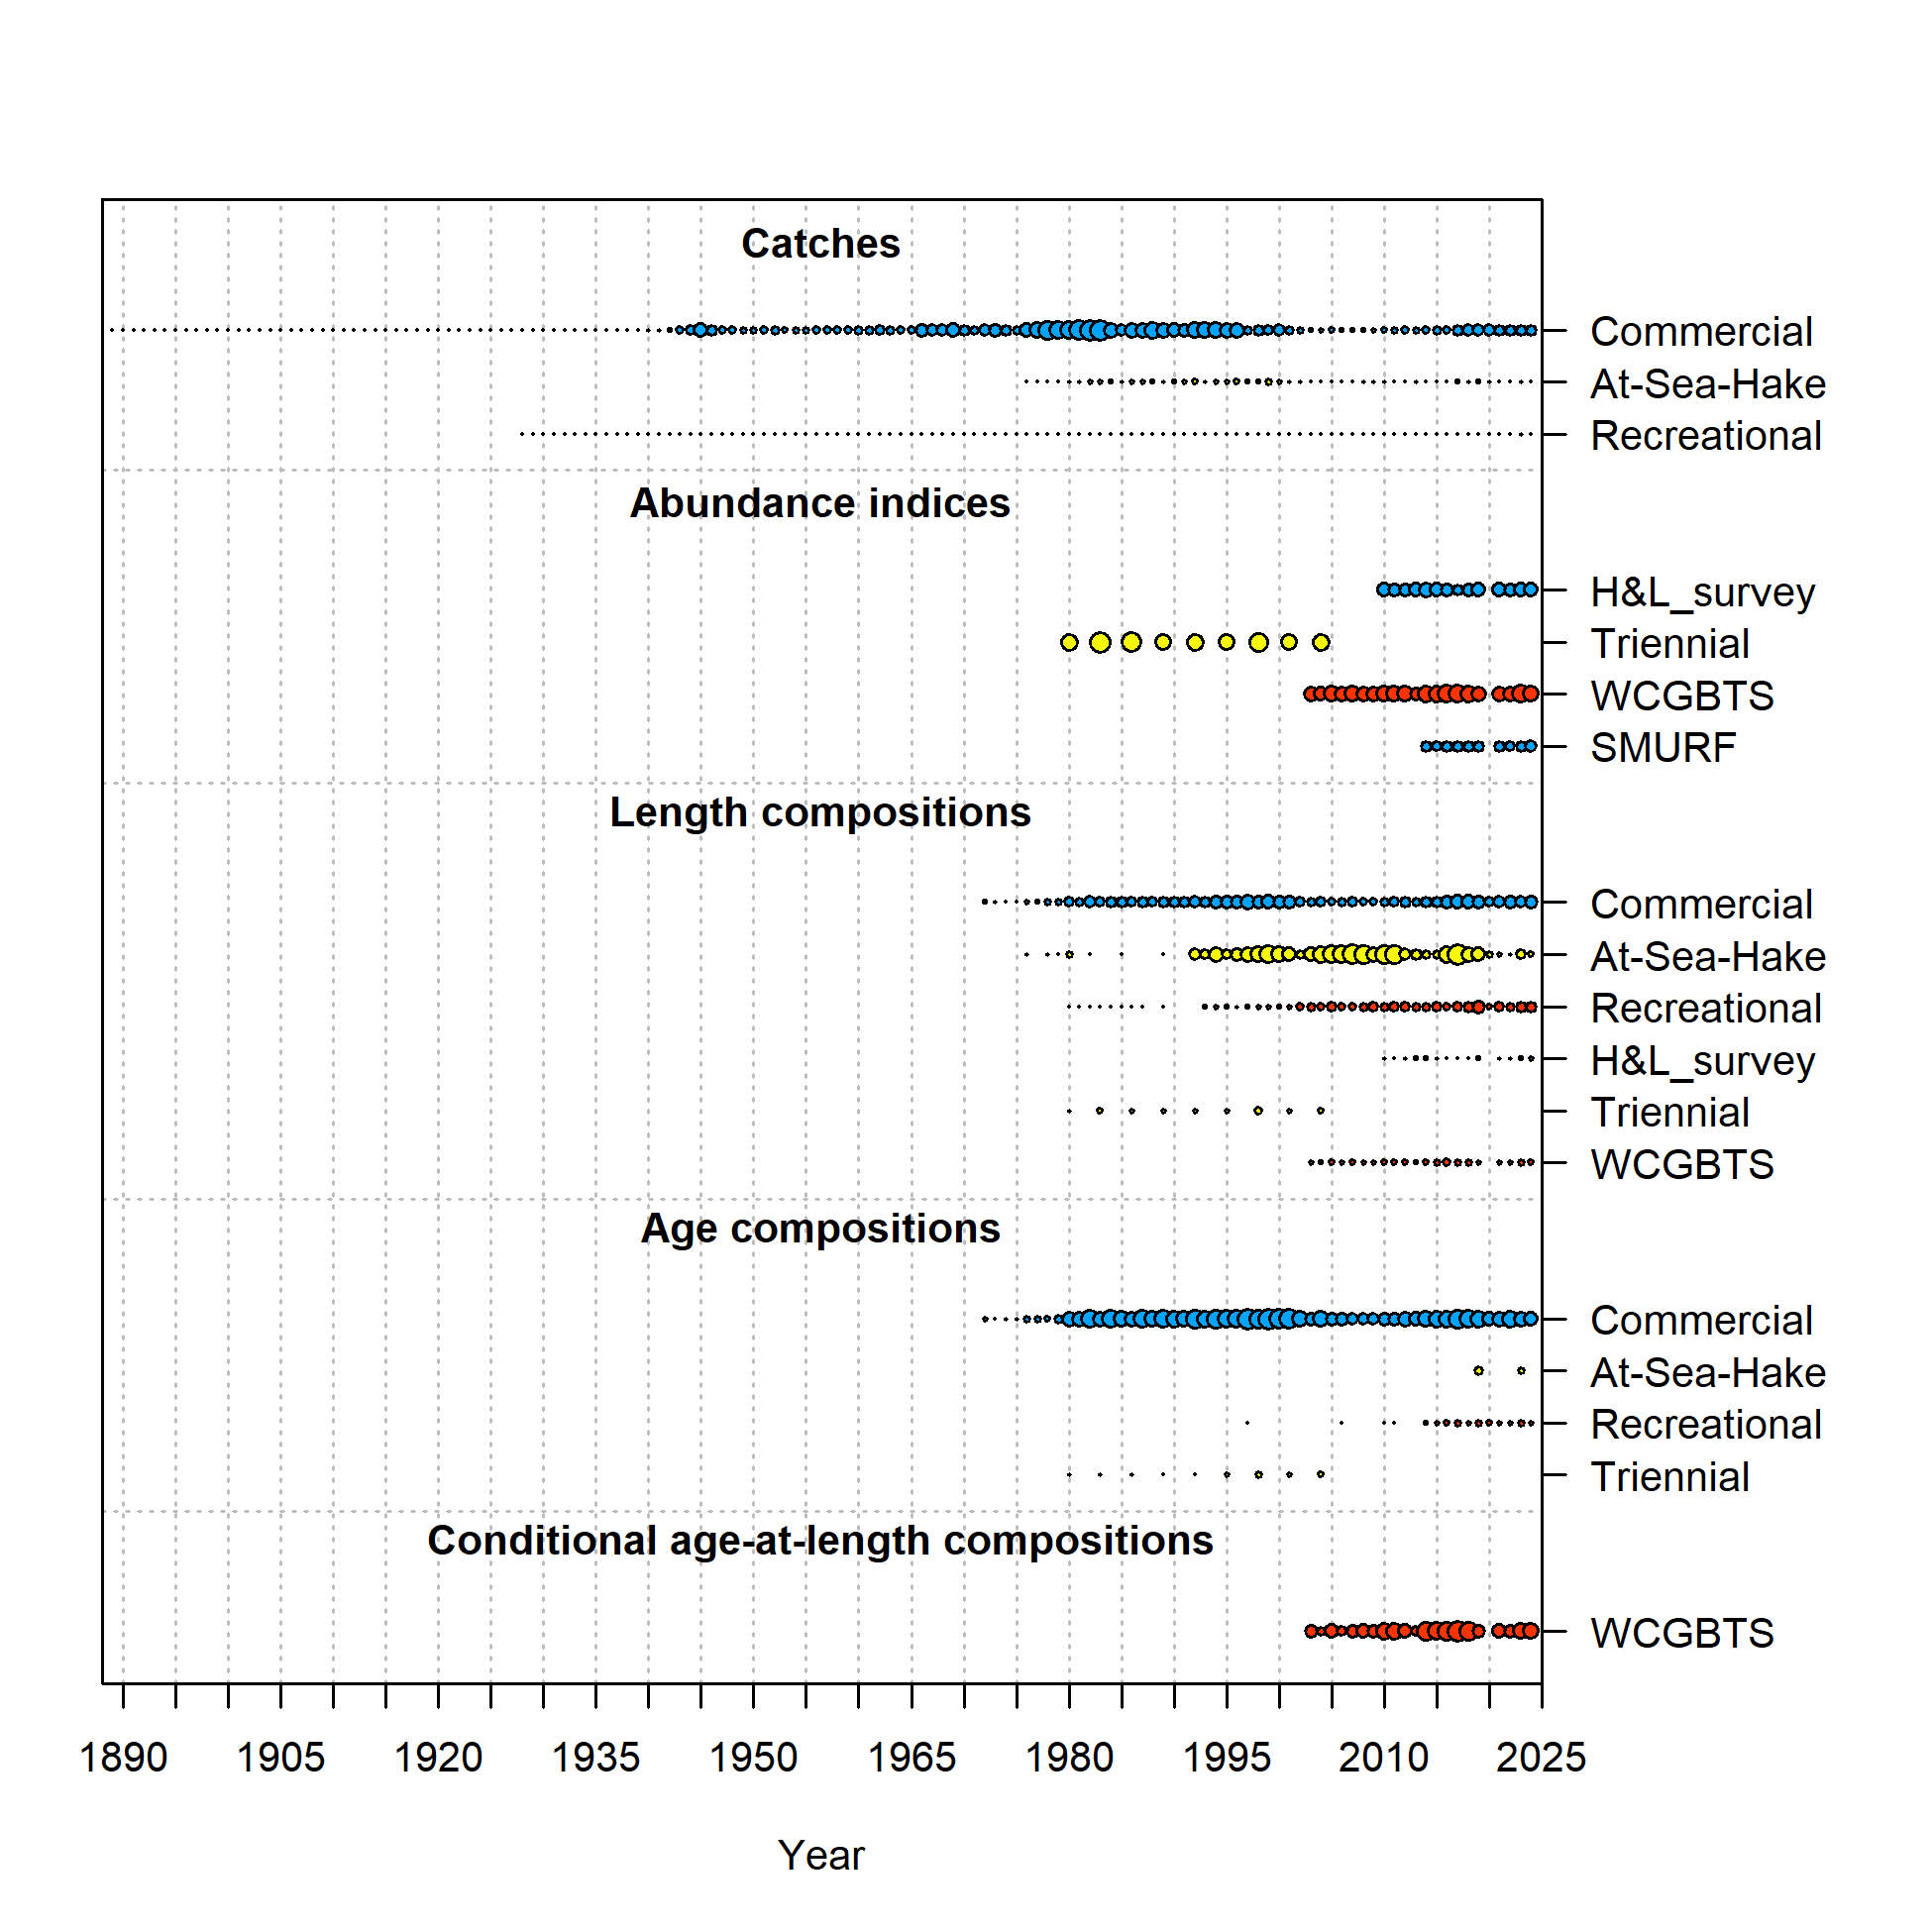 Catches
Commercial
At-Sea-Hake
Recreational
Abundance indices
H&L_survey
Triennial
WCGBTS
SMURF
Length compositions
Commercial
At-Sea-Hake
Recreational
H&L_survey
Triennial
WCGBTS
Age compositions
Commercial
At-Sea-Hake
Recreational
Triennial
Conditional age-at-length compositions
WCGBTS
1890 1905 1920 1935 1950 1965 1980 1995 2010 2025
Year